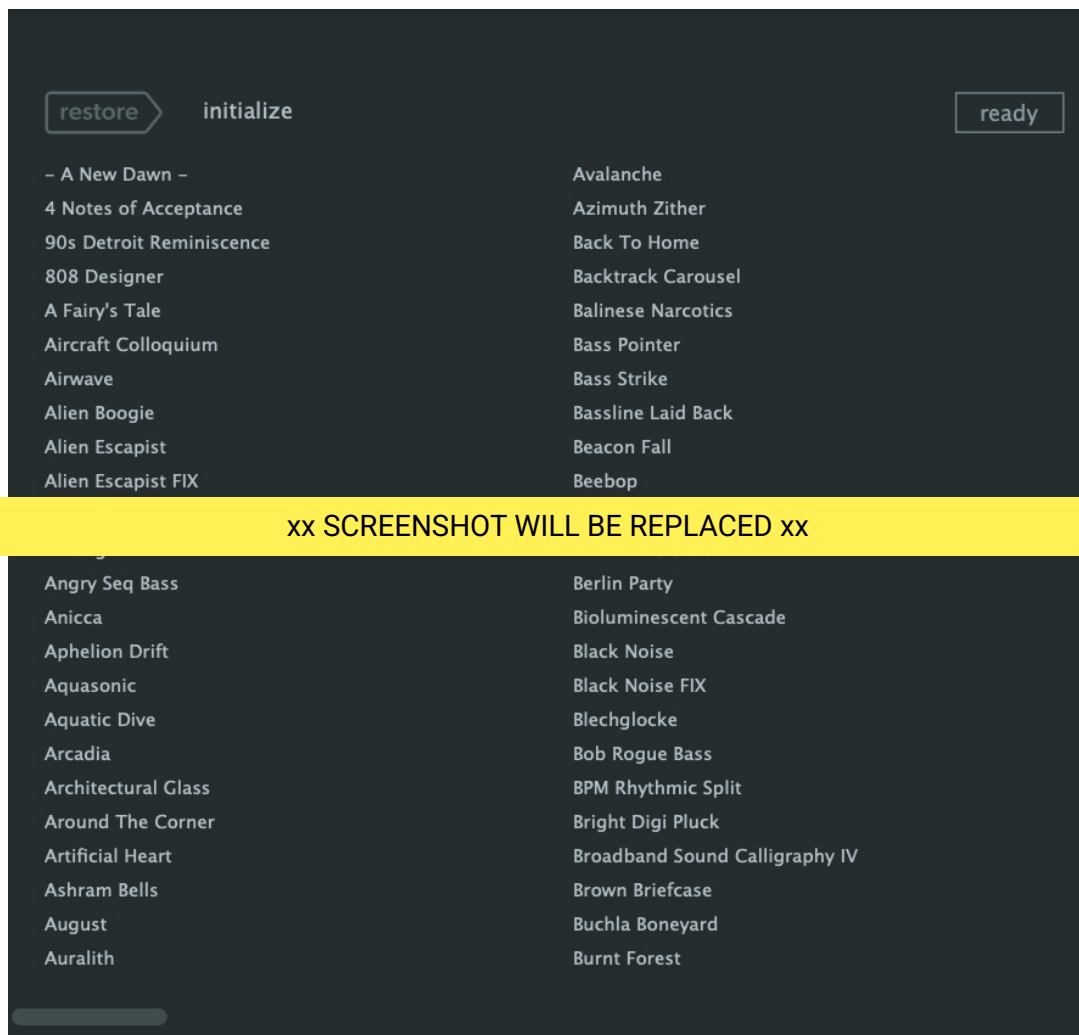 restore
initialize
ready
– A New Dawn –
4 Notes of Acceptance
90s Detroit Reminiscence
808 Designer
A Fairy's Tale
Aircraft Colloquium
Airwave
Alien Boogie
Alien Escapist
Alien Escapist FIX
Avalanche
Azimuth Zither
Back To Home
Backtrack Carousel
Balinese Narcotics
Bass Pointer
Bass Strike
Bassline Laid Back
Beacon Fall
Beebop
xx SCREENSHOT WILL BE REPLACED xx
Angry Seq Bass
Anicca
Aphelion Drift
Aquasonic
Aquatic Dive
Arcadia
Architectural Glass
Around The Corner
Artificial Heart
Ashram Bells
August
Auralith
Berlin Party
Bioluminescent Cascade
Black Noise
Black Noise FIX
Blechglocke
Bob Rogue Bass
BPM Rhythmic Split
Bright Digi Pluck
Broadband Sound Calligraphy IV
Brown Briefcase
Buchla Boneyard
Burnt Forest